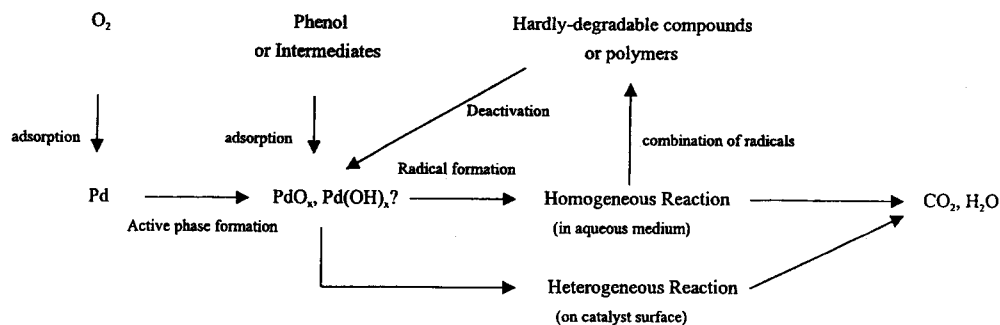 O₂
Phenol
or Intermediates
Hardly-degradable compounds
or polymers
adsorption
adsorption
Deactivation
combination of radicals
Radical formation
Pd
PdOₓ, Pd(OH)ₓ?
Homogeneous Reaction
(in aqueous medium)
CO₂, H₂O
Active phase formation
Heterogeneous Reaction
(on catalyst surface)